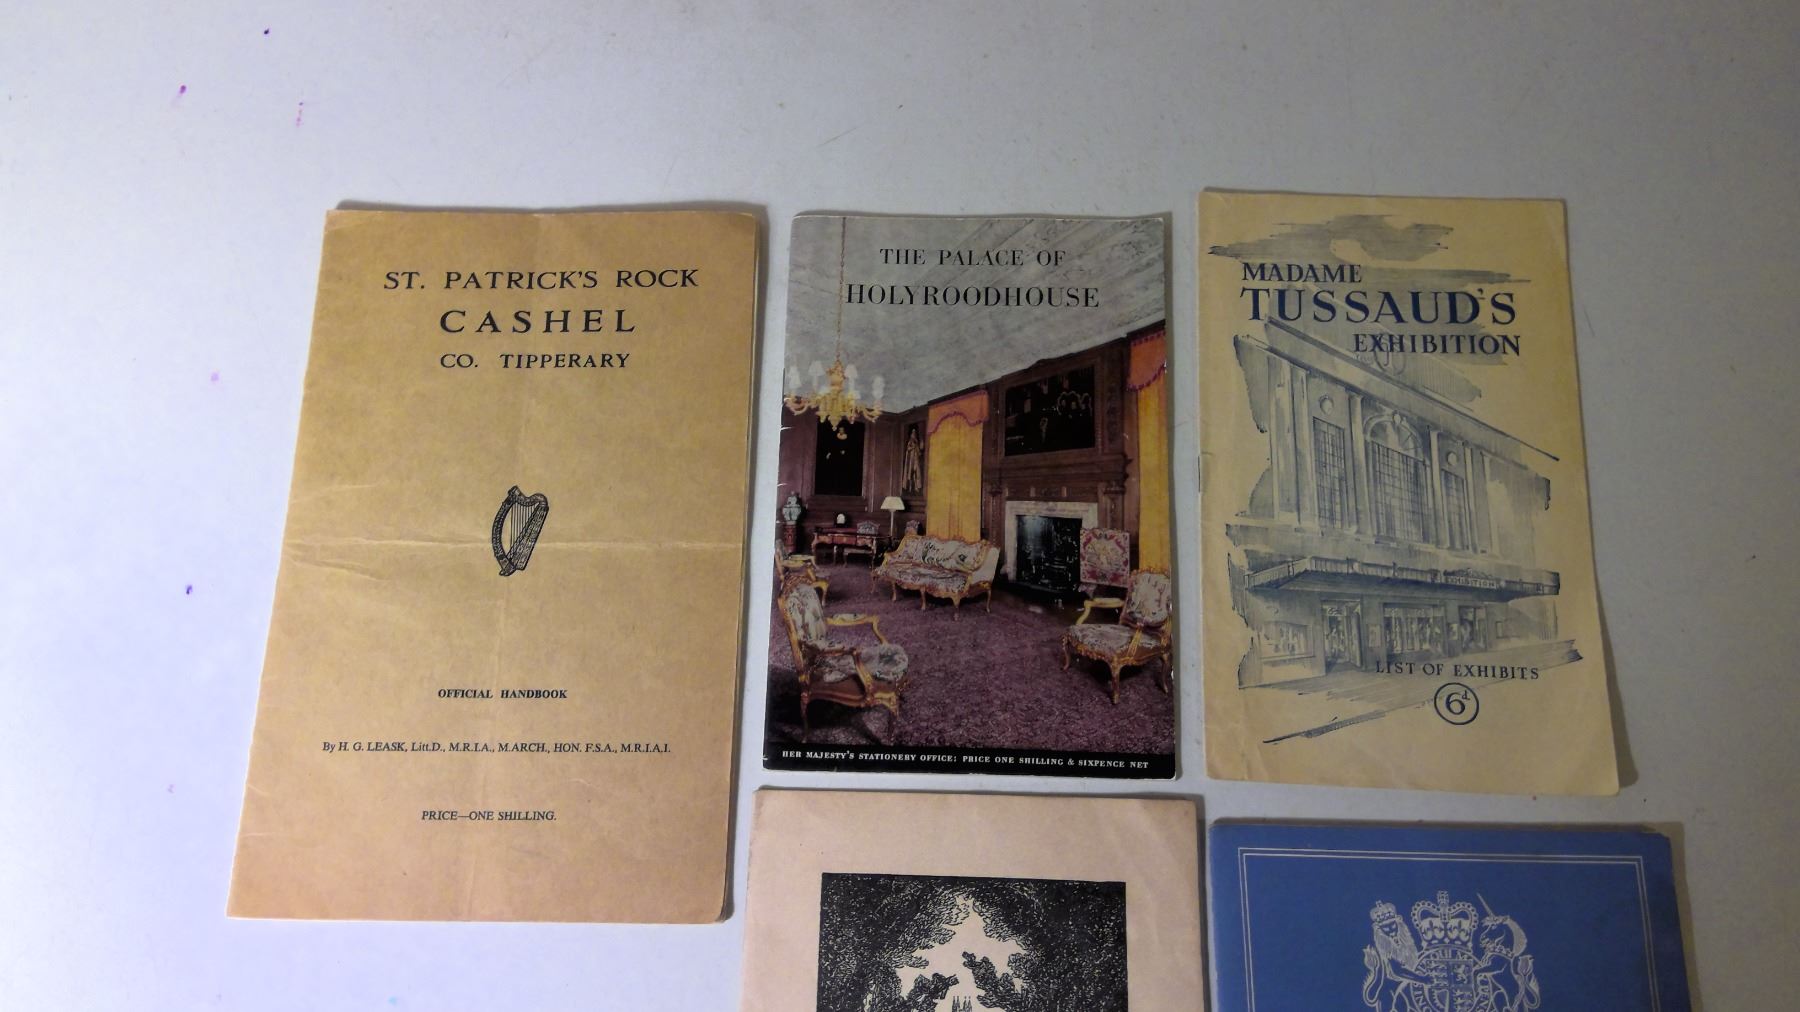 ST. PATRICK'S ROCK
CASHEL
CO. TIPPERARY
OFFICIAL HANDBOOK
By H. G. LEASK, Litt.D., M.R.I.A., M.ARCH., HON. F.S.A., M.R.I.A.I.
PRICE—ONE SHILLING.
THE PALACE OF
HOLYROODHOUSE
HER MAJESTY'S STATIONERY OFFICE; PRICE ONE SHILLING & SIXPENCE NET
MADAME
TUSSAUD'S
EXHIBITION
EXHIBITION
LIST OF EXHIBITS
6d